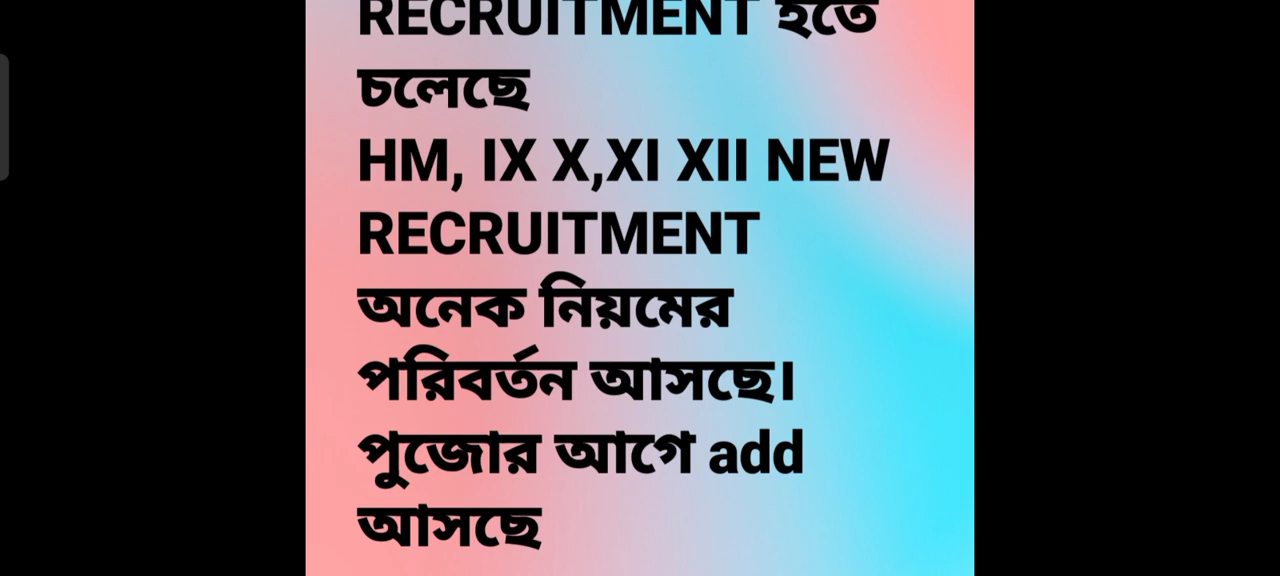 RECRUITMENT হতে
চলেছে
HM, IX X,XI XII NEW
RECRUITMENT
অনেক নিয়মের
পরিবর্তন আসছে।
পুজোর আগে add
আসছে